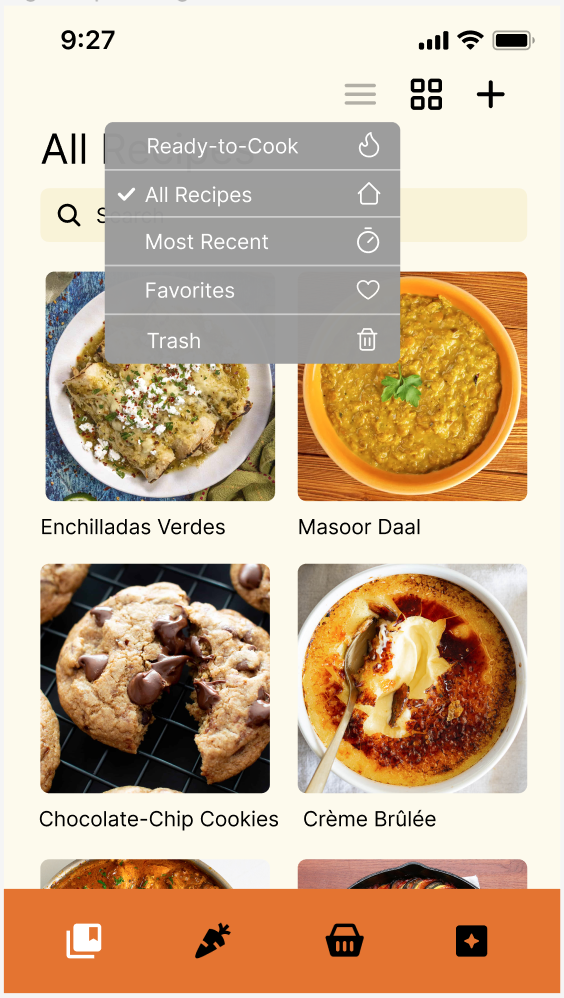 9:27
All Recipes
Search
Ready-to-Cook
All Recipes
Most Recent
Favorites
Trash
Enchilladas Verdes
Masoor Daal
Chocolate-Chip Cookies
Crème Brûlée